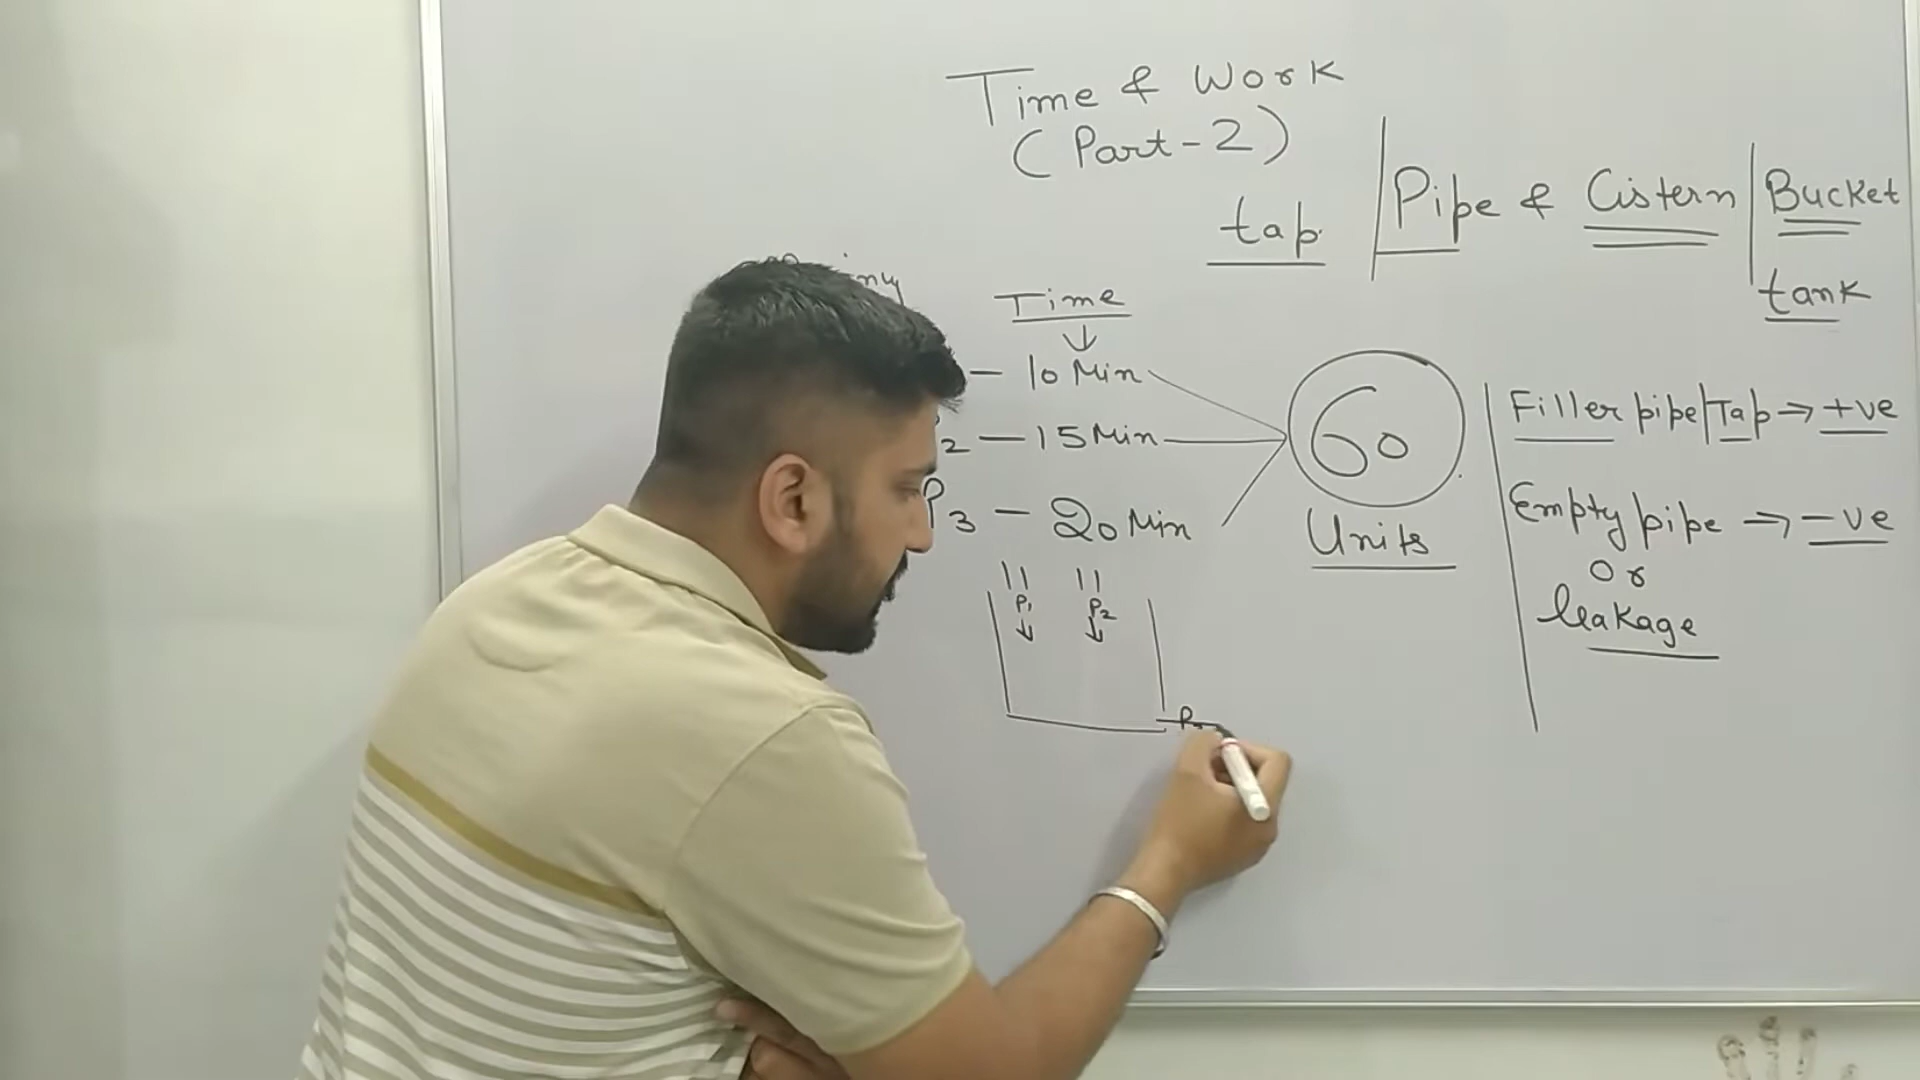 Time & Work
(Part-2)
tap | Pipe & Cistern | Bucket
tank
Time
↓
— 10 Min
2 — 15 Min
P3 — 20 Min
60
Units
Filler pipe|Tap → +ve
Empty pipe → -ve
Or
leakage
P1 P2
↓ ↓